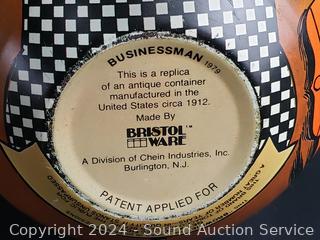 BUSINESSMAN 1979
This is a replica
of an antique container
manufactured in the
United States circa 1912.
Made By
BRISTOL™
WARE
A Division of Chein Industries, Inc.
Burlington, N.J.
PATENT APPLIED FOR
Copyright 2024 - Sound Auction Service